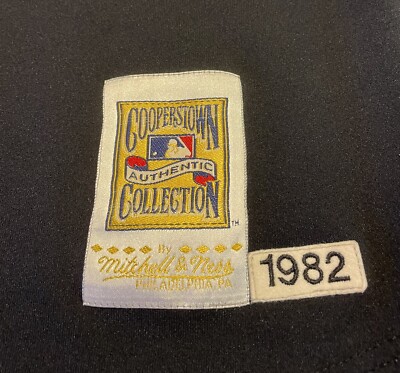 COOPERSTOWN
AUTHENTIC
COLLECTION
TM
By
Mitchell & Ness
PHILADELPHIA PA
1982